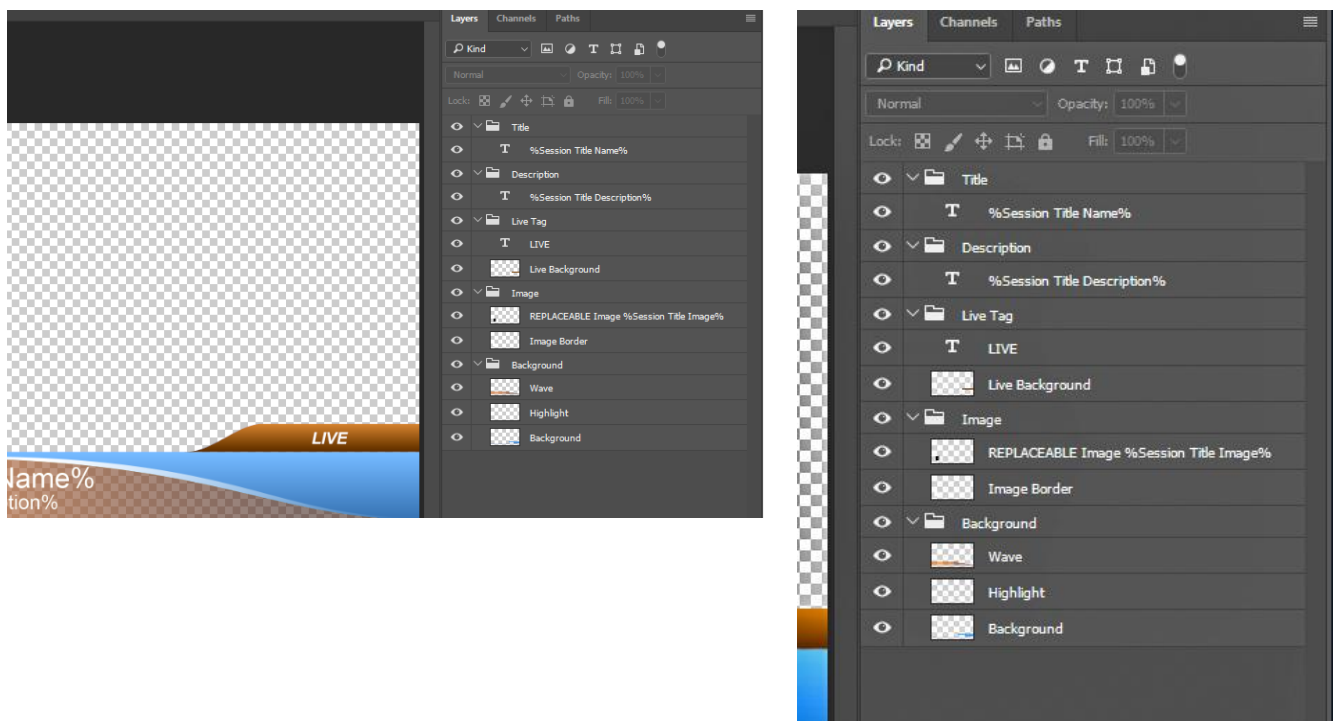 Layers Channels Paths
Kind
Normal Opacity: 100%
Lock: Fill: 100%
Title
T %Session Title Name%
Description
T %Session Title Description%
Live Tag
T LIVE
Live Background
Image
REPLACEABLE Image %Session Title Image%
Image Border
Background
Wave
Highlight
Background
LIVE
Name%
tion%
Layers Channels Paths
Kind
Normal Opacity: 100%
Lock: Fill: 100%
Title
T %Session Title Name%
Description
T %Session Title Description%
Live Tag
T LIVE
Live Background
Image
REPLACEABLE Image %Session Title Image%
Image Border
Background
Wave
Highlight
Background